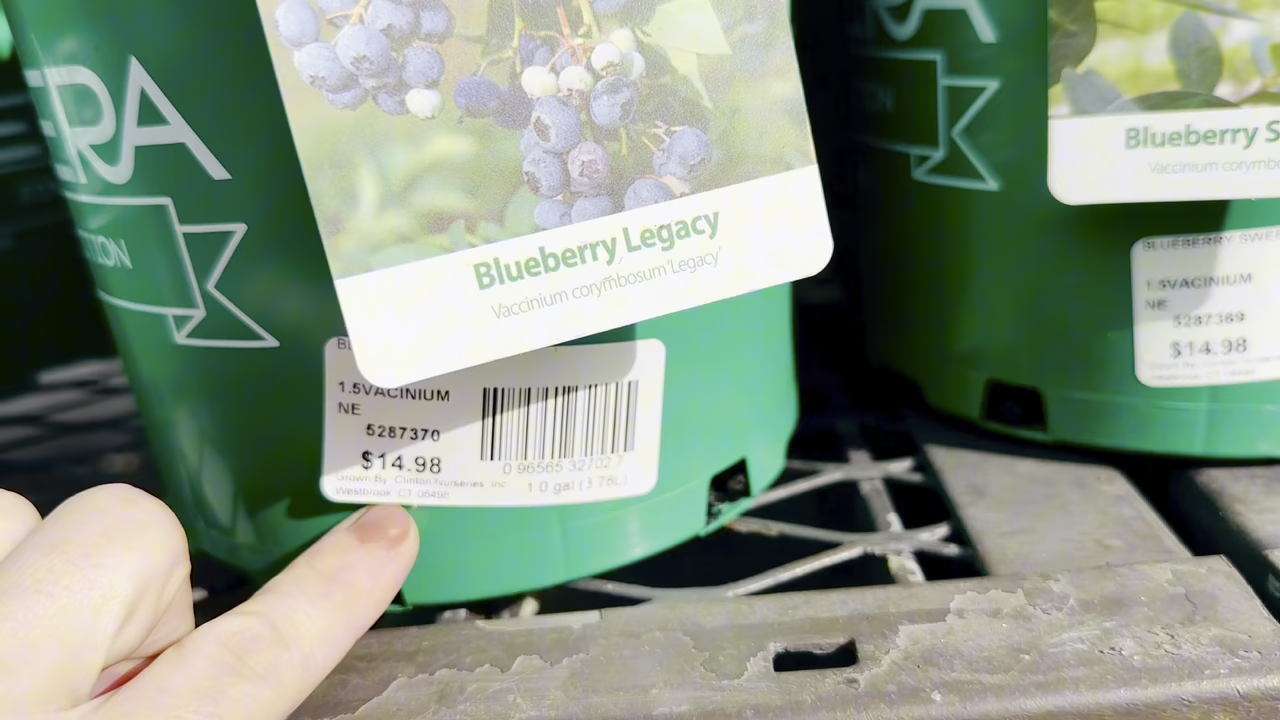 ERA
TTON
Blueberry Legacy
Vaccinium corymbosum 'Legacy'
1.5VACINIUM
NE
5287370
$14.98
Grown By: Clinton Nurseries, Inc
Westbrook, CT 06498
0 96565 32702 7
1.0 gal (3.78L)
Blueberry S
Vaccinium corymbo
BLUEBERRY SWEE
1.5VACINIUM
NE
5287369
$14.98